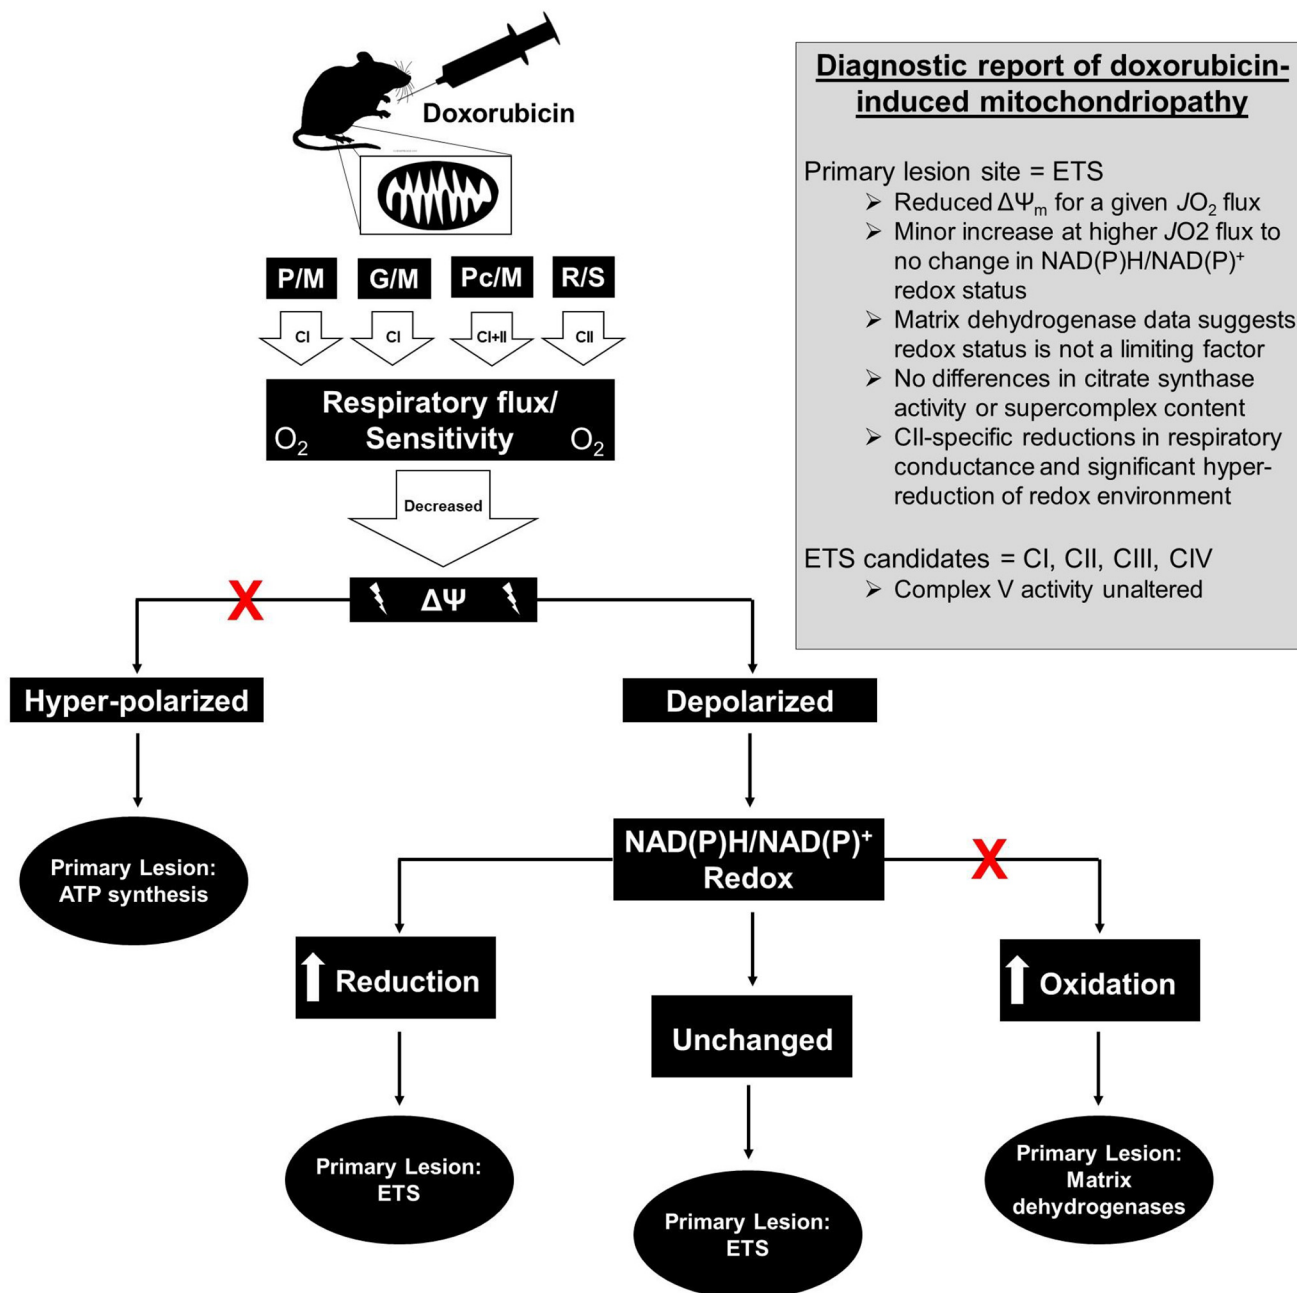 Doxorubicin
P/M
G/M
Pc/M
R/S
CI
CI
CI+II
CII
Respiratory flux/
Sensitivity
O₂
O₂
Decreased
ΔΨ
X
Hyper-polarized
Depolarized
Primary Lesion:
ATP synthesis
NAD(P)H/NAD(P)⁺
Redox
X
Reduction
Unchanged
Oxidation
Primary Lesion:
ETS
Primary Lesion:
ETS
Primary Lesion:
Matrix
dehydrogenases
Diagnostic report of doxorubicin-
induced mitochondriopathy
Primary lesion site = ETS
➢ Reduced ΔΨₘ for a given JO₂ flux
➢ Minor increase at higher JO2 flux to
no change in NAD(P)H/NAD(P)⁺
redox status
➢ Matrix dehydrogenase data suggests
redox status is not a limiting factor
➢ No differences in citrate synthase
activity or supercomplex content
➢ CII-specific reductions in respiratory
conductance and significant hyper-
reduction of redox environment
ETS candidates = CI, CII, CIII, CIV
➢ Complex V activity unaltered